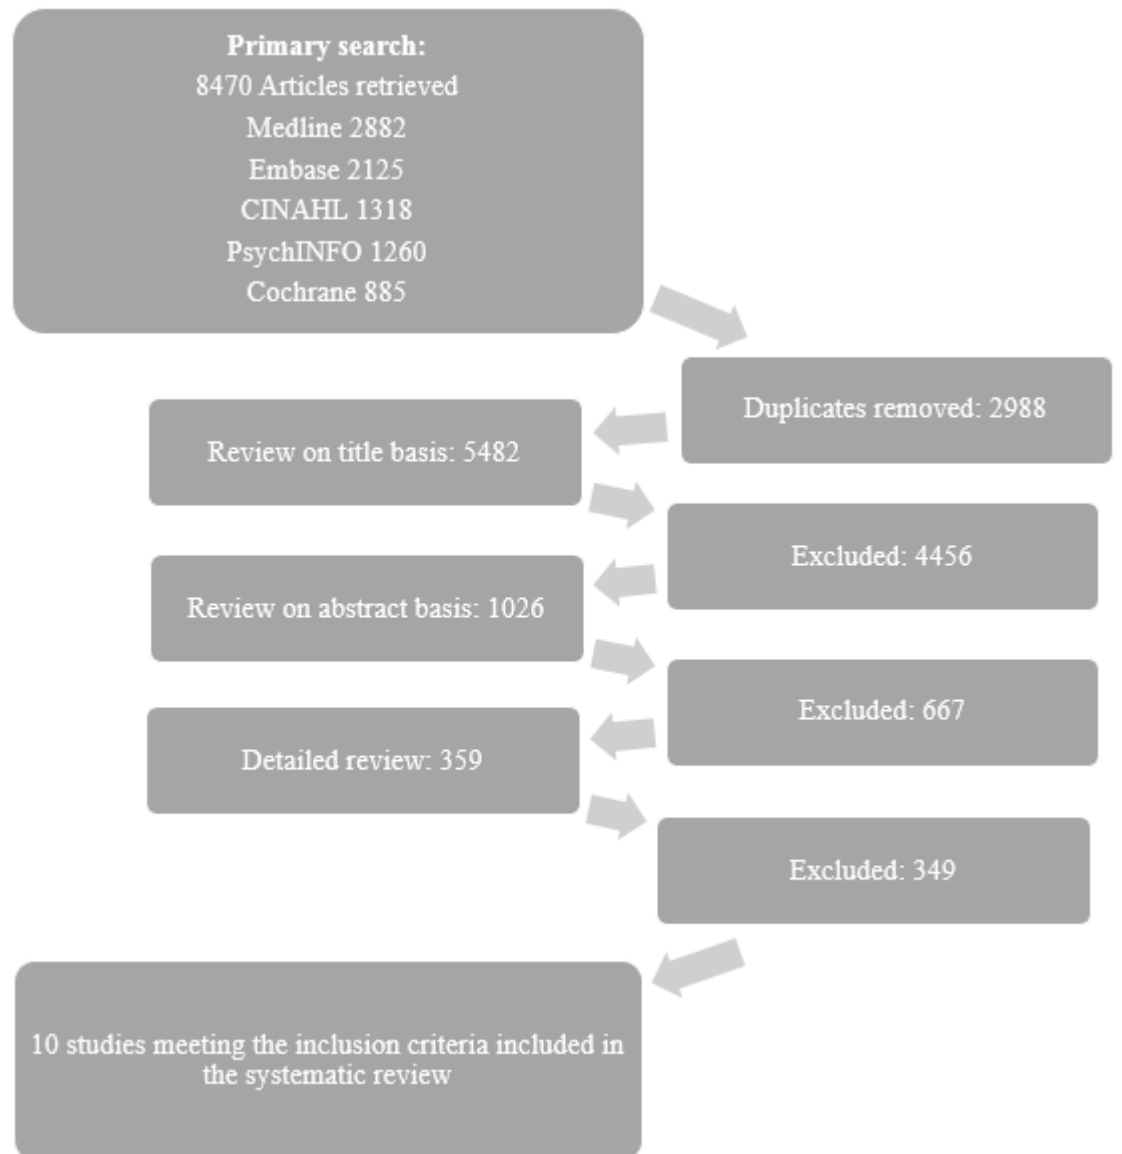 Primary search:
8470 Articles retrieved
Medline 2882
Embase 2125
CINAHL 1318
PsychINFO 1260
Cochrane 885
Duplicates removed: 2988
Review on title basis: 5482
Excluded: 4456
Review on abstract basis: 1026
Excluded: 667
Detailed review: 359
Excluded: 349
10 studies meeting the inclusion criteria included in
the systematic review